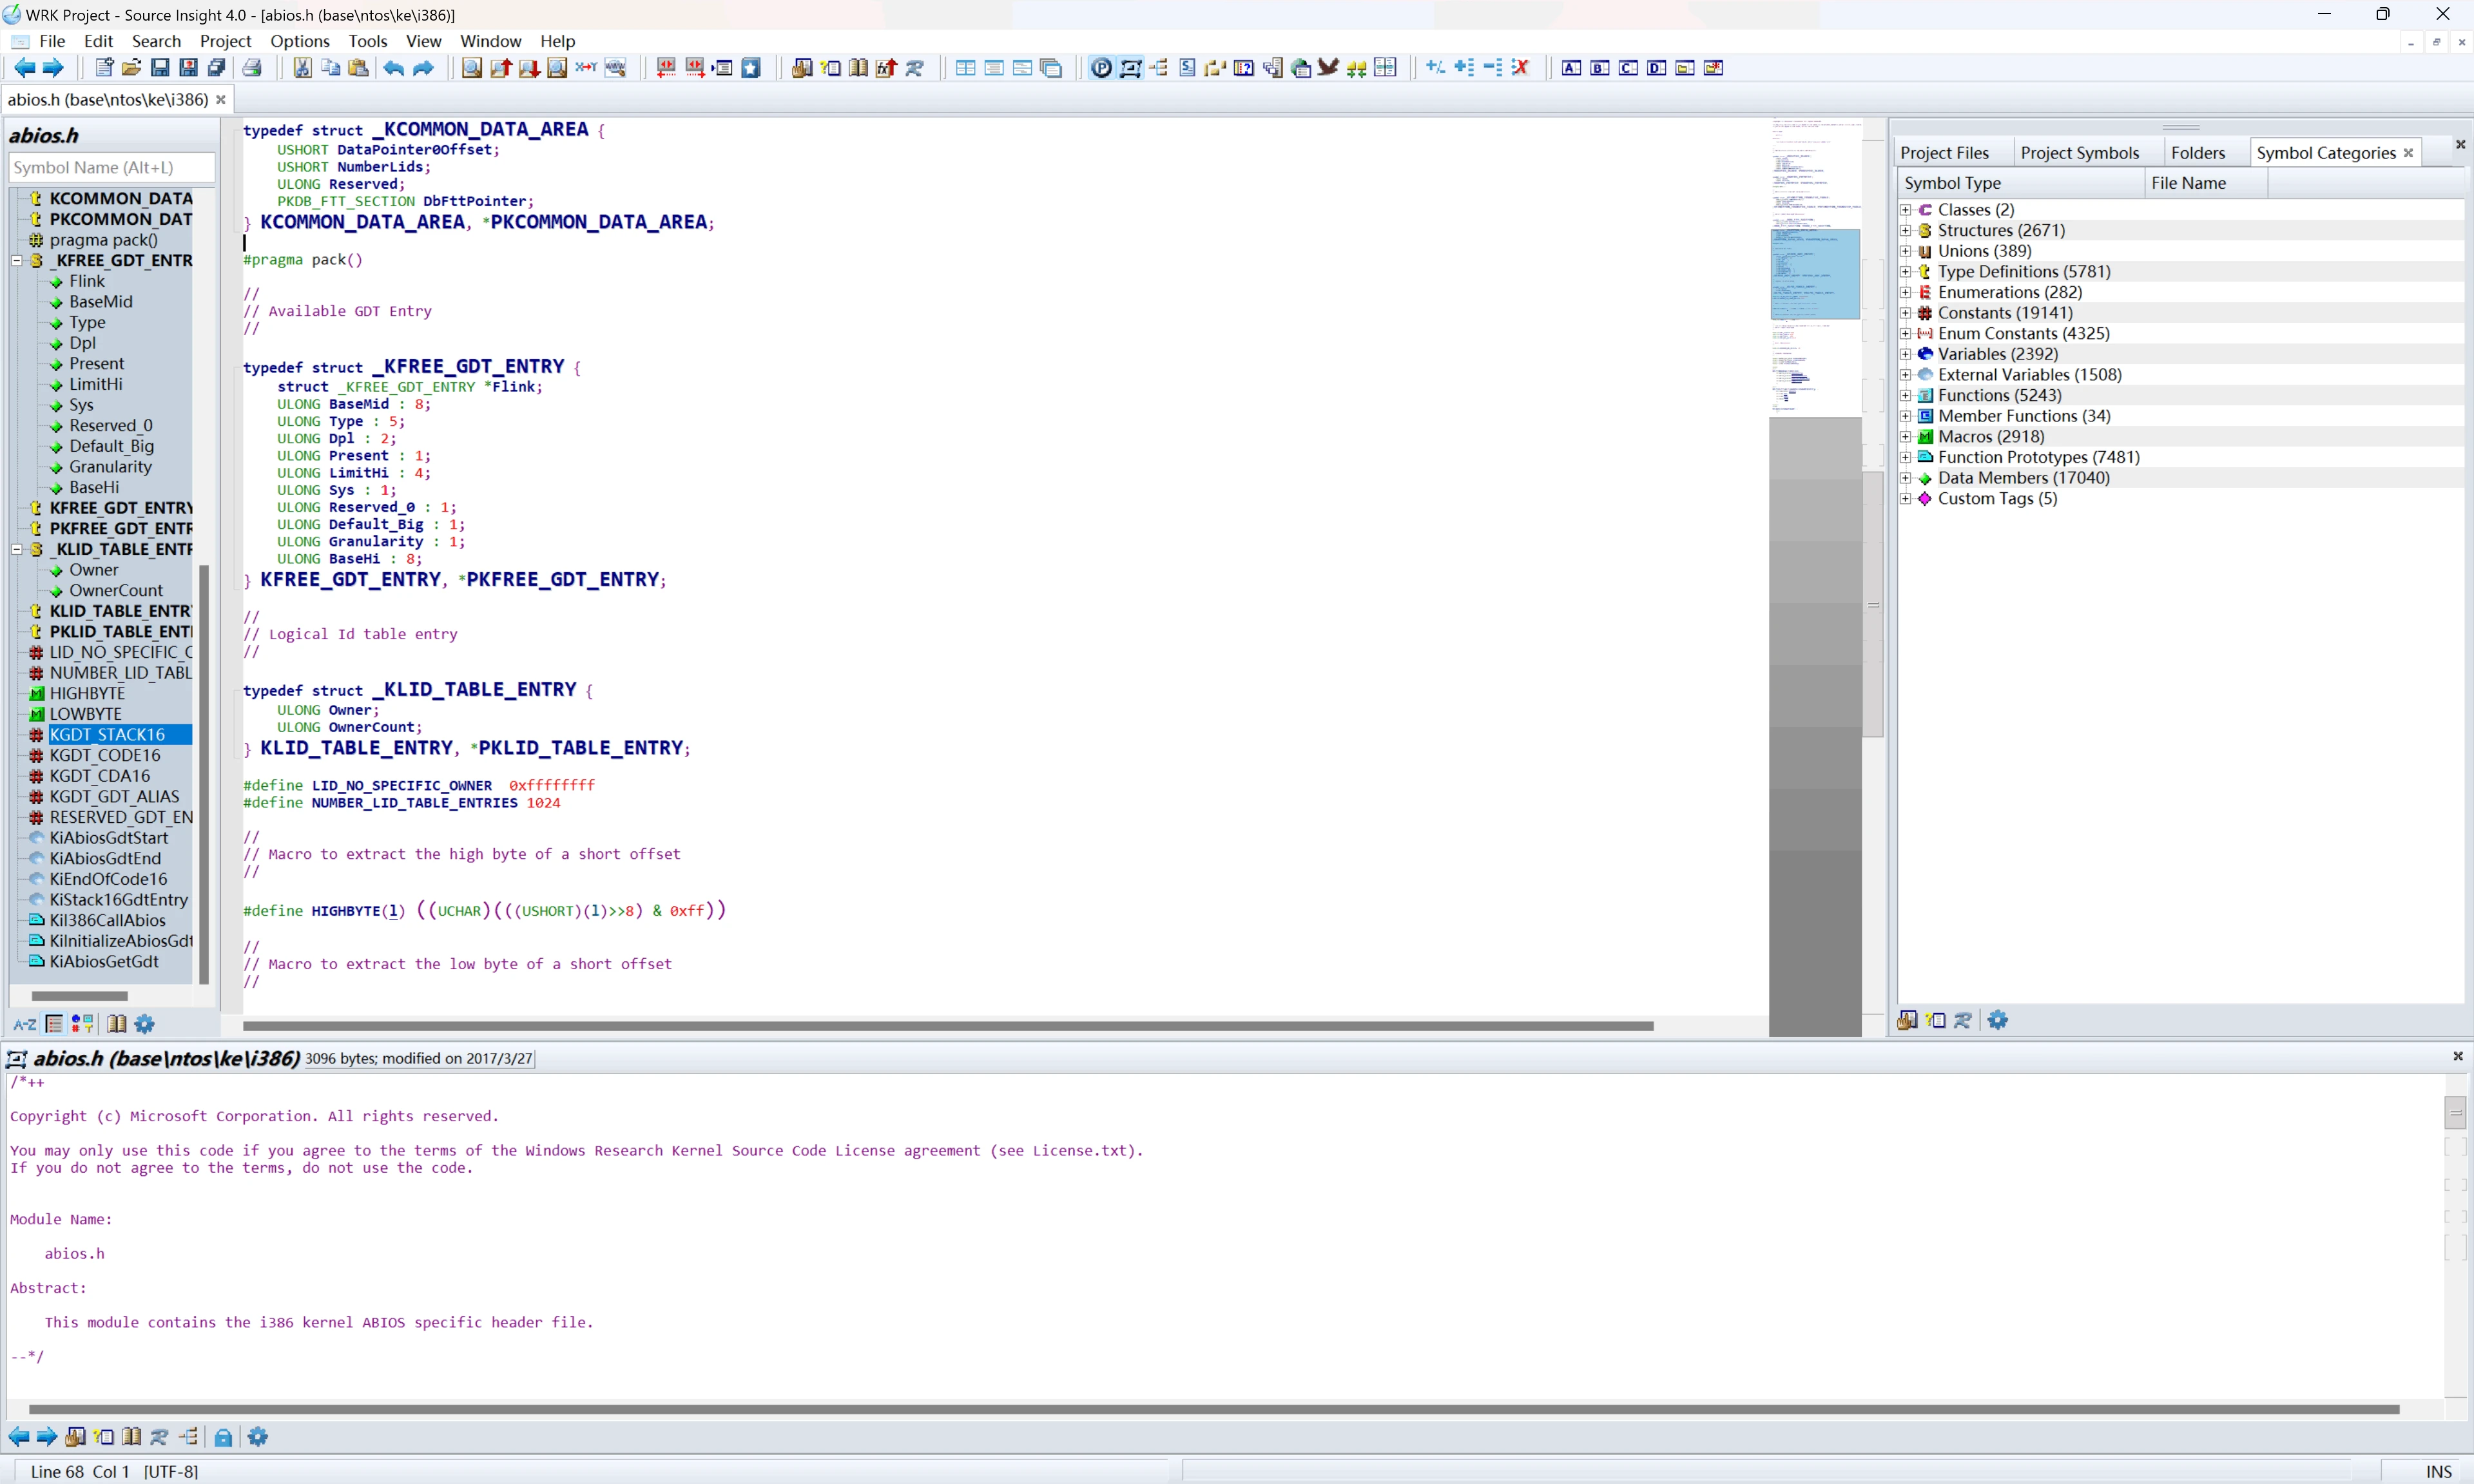 WRK Project - Source Insight 4.0 - [abios.h (base\ntos\ke\i386)]
File Edit Search Project Options Tools View Window Help
abios.h (base\ntos\ke\i386)
abios.h
Symbol Name (Alt+L)
KCOMMON_DATA
PKCOMMON_DAT
pragma pack()
_KFREE_GDT_ENTR
Flink
BaseMid
Type
Dpl
Present
LimitHi
Sys
Reserved_0
Default_Big
Granularity
BaseHi
KFREE_GDT_ENTRY
PKFREE_GDT_ENTR
_KLID_TABLE_ENTR
Owner
OwnerCount
KLID_TABLE_ENTRY
PKLID_TABLE_ENTI
LID_NO_SPECIFIC_C
NUMBER_LID_TABL
HIGHBYTE
LOWBYTE
KGDT_STACK16
KGDT_CODE16
KGDT_CDA16
KGDT_GDT_ALIAS
RESERVED_GDT_EN
KiAbiosGdtStart
KiAbiosGdtEnd
KiEndOfCode16
KiStack16GdtEntry
KiI386CallAbios
KiInitializeAbiosGdt
KiAbiosGetGdt
A-Z
typedef struct _KCOMMON_DATA_AREA {
USHORT DataPointer0Offset;
USHORT NumberLids;
ULONG Reserved;
PKDB_FTT_SECTION DbFttPointer;
} KCOMMON_DATA_AREA, *PKCOMMON_DATA_AREA;
#pragma pack()
//
// Available GDT Entry
//
typedef struct _KFREE_GDT_ENTRY {
struct _KFREE_GDT_ENTRY *Flink;
ULONG BaseMid : 8;
ULONG Type : 5;
ULONG Dpl : 2;
ULONG Present : 1;
ULONG LimitHi : 4;
ULONG Sys : 1;
ULONG Reserved_0 : 1;
ULONG Default_Big : 1;
ULONG Granularity : 1;
ULONG BaseHi : 8;
} KFREE_GDT_ENTRY, *PKFREE_GDT_ENTRY;
//
// Logical Id table entry
//
typedef struct _KLID_TABLE_ENTRY {
ULONG Owner;
ULONG OwnerCount;
} KLID_TABLE_ENTRY, *PKLID_TABLE_ENTRY;
#define LID_NO_SPECIFIC_OWNER 0xffffffff
#define NUMBER_LID_TABLE_ENTRIES 1024
//
// Macro to extract the high byte of a short offset
//
#define HIGHBYTE(l) ((UCHAR)(((USHORT)(l)>>8) & 0xff))
//
// Macro to extract the low byte of a short offset
//
Project Files Project Symbols Folders Symbol Categories
Symbol Type File Name
Classes (2)
Structures (2671)
Unions (389)
Type Definitions (5781)
Enumerations (282)
Constants (19141)
Enum Constants (4325)
Variables (2392)
External Variables (1508)
Functions (5243)
Member Functions (34)
Macros (2918)
Function Prototypes (7481)
Data Members (17040)
Custom Tags (5)
abios.h (base\ntos\ke\i386) 3096 bytes; modified on 2017/3/27
/*++
Copyright (c) Microsoft Corporation. All rights reserved.
You may only use this code if you agree to the terms of the Windows Research Kernel Source Code License agreement (see License.txt).
If you do not agree to the terms, do not use the code.
Module Name:
abios.h
Abstract:
This module contains the i386 kernel ABIOS specific header file.
--*/
Line 68 Col 1 [UTF-8]
INS